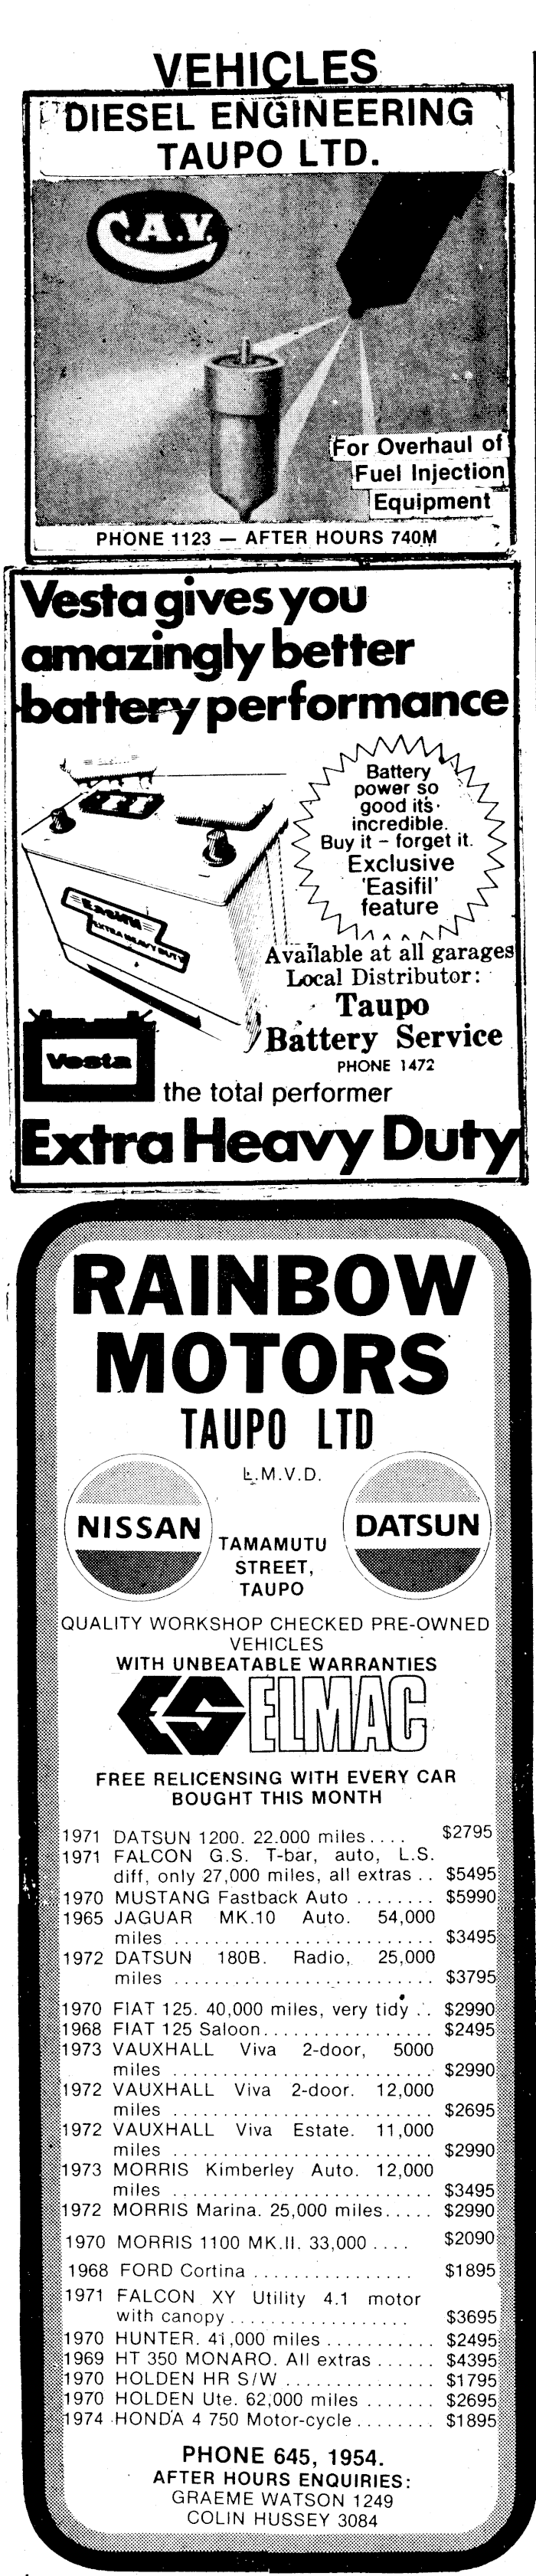 VEHICLES
DIESEL ENGINEERING
TAUPO LTD.
C.A.V.
For Overhaul of
Fuel Injection
Equipment
PHONE 1123 — AFTER HOURS 740M
Vesta gives you
amazingly better
battery performance
Battery
power so
good it's
incredible.
Buy it – forget it.
Exclusive
'Easifil'
feature
EXTRA HEAVY DUTY
Available at all garages
Local Distributor:
Taupo
Battery Service
PHONE 1472
Vesta
the total performer
Extra Heavy Duty
RAINBOW
MOTORS
TAUPO LTD
L.M.V.D.
NISSAN
DATSUN
TAMAMUTU
STREET,
TAUPO
QUALITY WORKSHOP CHECKED PRE-OWNED
VEHICLES
WITH UNBEATABLE WARRANTIES
ELMAC
FREE RELICENSING WITH EVERY CAR
BOUGHT THIS MONTH
1971 DATSUN 1200. 22.000 miles.... $2795
1971 FALCON G.S. T-bar, auto, L.S.
diff, only 27,000 miles, all extras .. $5495
1970 MUSTANG Fastback Auto ........ $5990
1965 JAGUAR MK.10 Auto. 54,000
miles .......................... $3495
1972 DATSUN 180B. Radio, 25,000
miles .......................... $3795
1970 FIAT 125. 40,000 miles, very tidy .. $2990
1968 FIAT 125 Saloon................. $2495
1973 VAUXHALL Viva 2-door, 5000
miles .......................... $2990
1972 VAUXHALL Viva 2-door. 12,000
miles .......................... $2695
1972 VAUXHALL Viva Estate. 11,000
miles .......................... $2990
1973 MORRIS Kimberley Auto. 12,000
miles .......................... $3495
1972 MORRIS Marina. 25,000 miles..... $2990
1970 MORRIS 1100 MK.II. 33,000 .... $2090
1968 FORD Cortina ................ $1895
1971 FALCON XY Utility 4.1 motor
with canopy.................. $3695
1970 HUNTER. 41,000 miles ........... $2495
1969 HT 350 MONARO. All extras ...... $4395
1970 HOLDEN HR S/W ............... $1795
1970 HOLDEN Ute. 62,000 miles ....... $2695
1974 HONDA 4 750 Motor-cycle........ $1895
PHONE 645, 1954.
AFTER HOURS ENQUIRIES:
GRAEME WATSON 1249
COLIN HUSSEY 3084